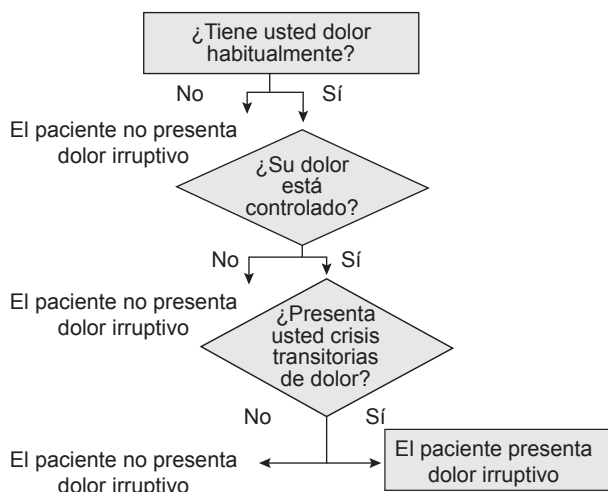 ¿Tiene usted dolor
habitualmente?
No
Sí
El paciente no presenta
dolor irruptivo
¿Su dolor
está
controlado?
No
Sí
El paciente no presenta
dolor irruptivo
¿Presenta
usted crisis
transitorias
de dolor?
No
Sí
El paciente no presenta
dolor irruptivo
El paciente presenta
dolor irruptivo